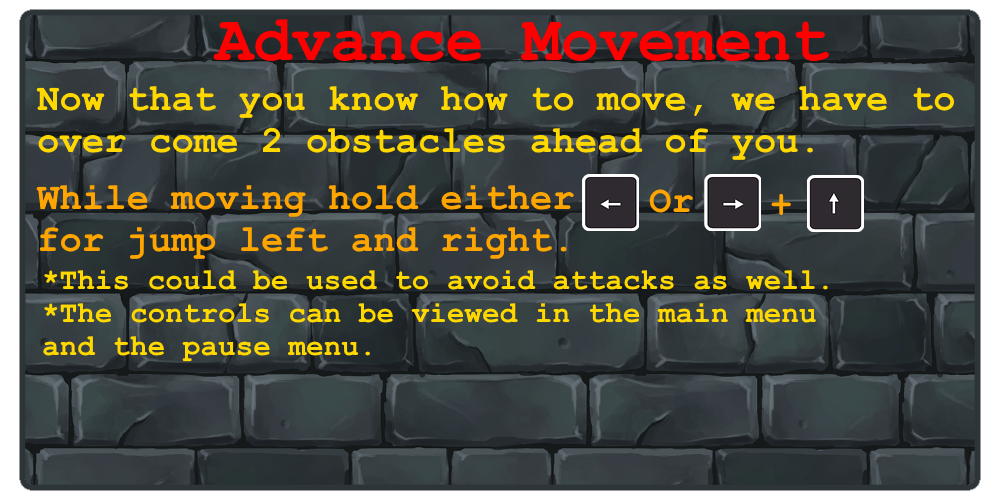 Advance Movement
Now that you know how to move, we have to
over come 2 obstacles ahead of you.
While moving hold either ← Or → + ↑
for jump left and right.
*This could be used to avoid attacks as well.
*The controls can be viewed in the main menu
and the pause menu.